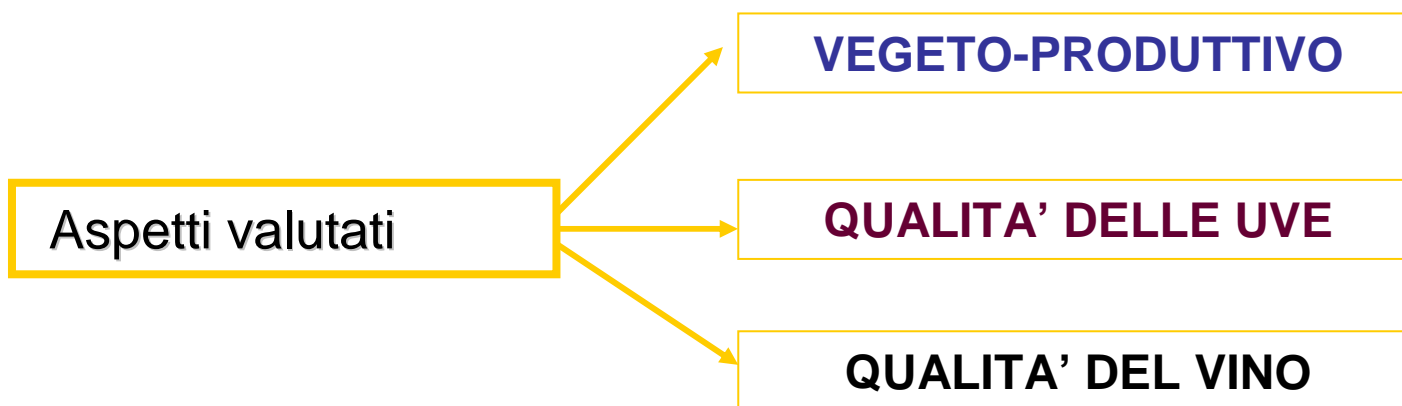 VEGETO-PRODUTTIVO
Aspetti valutati
QUALITA’ DELLE UVE
QUALITA’ DEL VINO